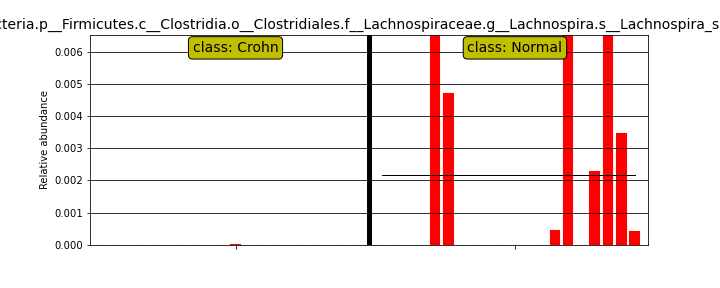 cteria.p__Firmicutes.c__Clostridia.o__Clostridiales.f__Lachnospiraceae.g__Lachnospira.s__Lachnospira_s
class: Crohn
class: Normal
0.006
0.005
0.004
0.003
0.002
0.001
0.000
Relative abundance